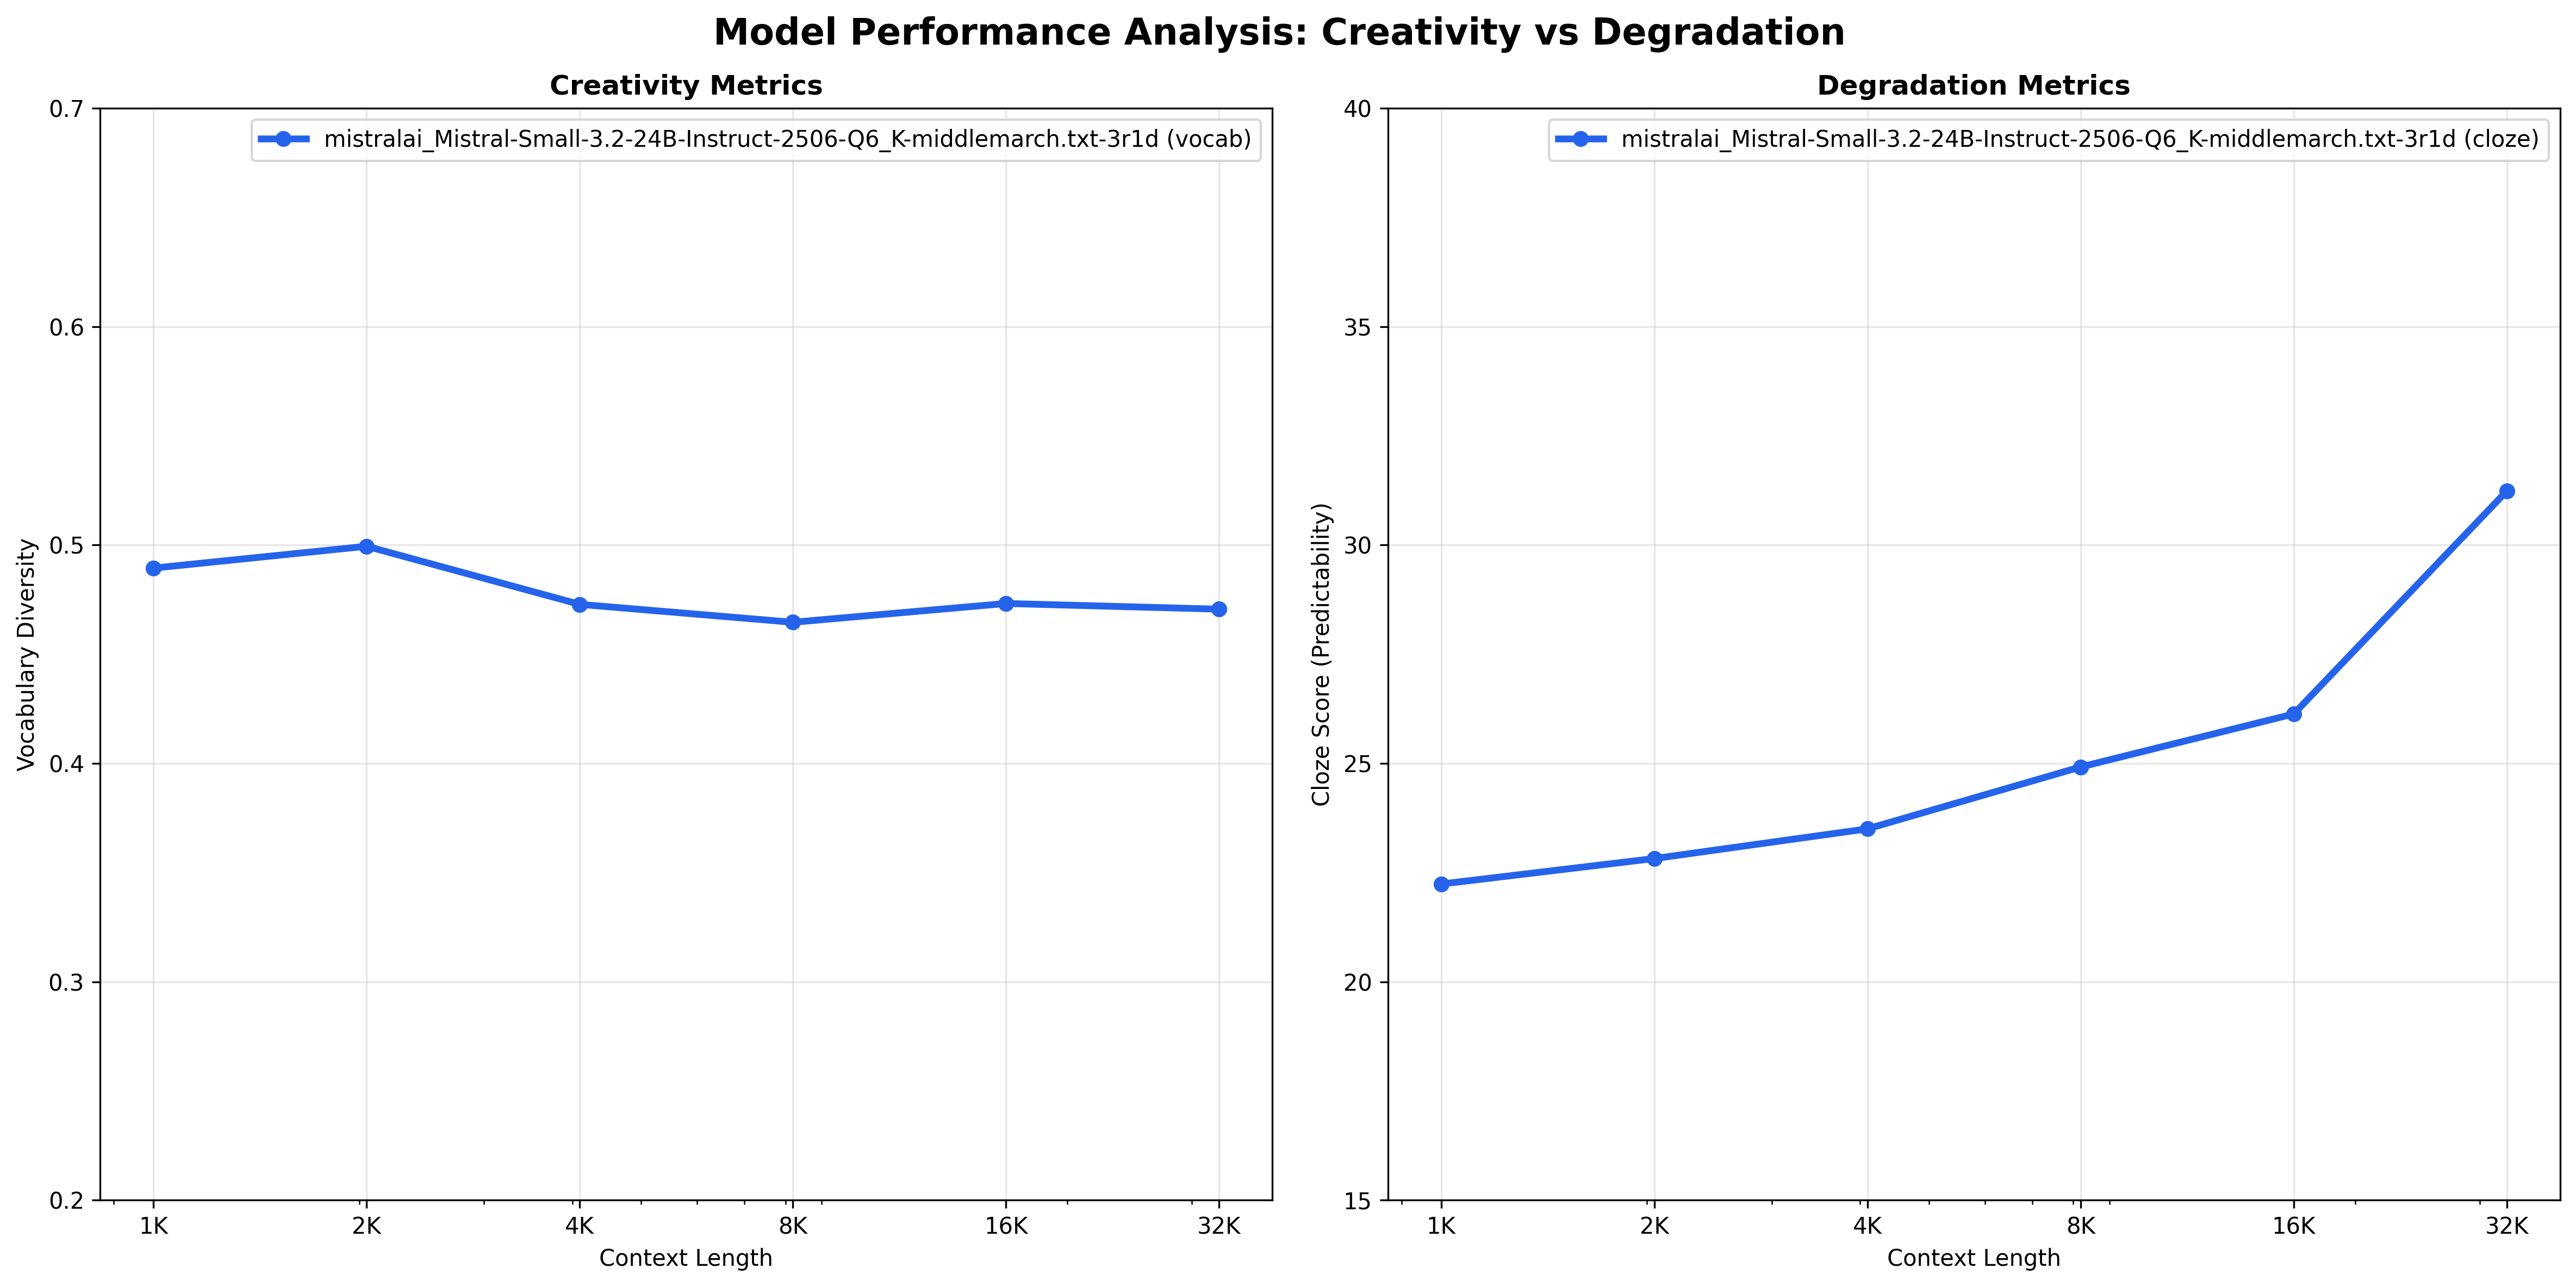 Model Performance Analysis: Creativity vs Degradation
Creativity Metrics
mistralai_Mistral-Small-3.2-24B-Instruct-2506-Q6_K-middlemarch.txt-3r1d (vocab)
Vocabulary Diversity
0.7
0.6
0.5
0.4
0.3
0.2
1K 2K 4K 8K 16K 32K
Context Length
Degradation Metrics
mistralai_Mistral-Small-3.2-24B-Instruct-2506-Q6_K-middlemarch.txt-3r1d (cloze)
Cloze Score (Predictability)
40
35
30
25
20
15
1K 2K 4K 8K 16K 32K
Context Length